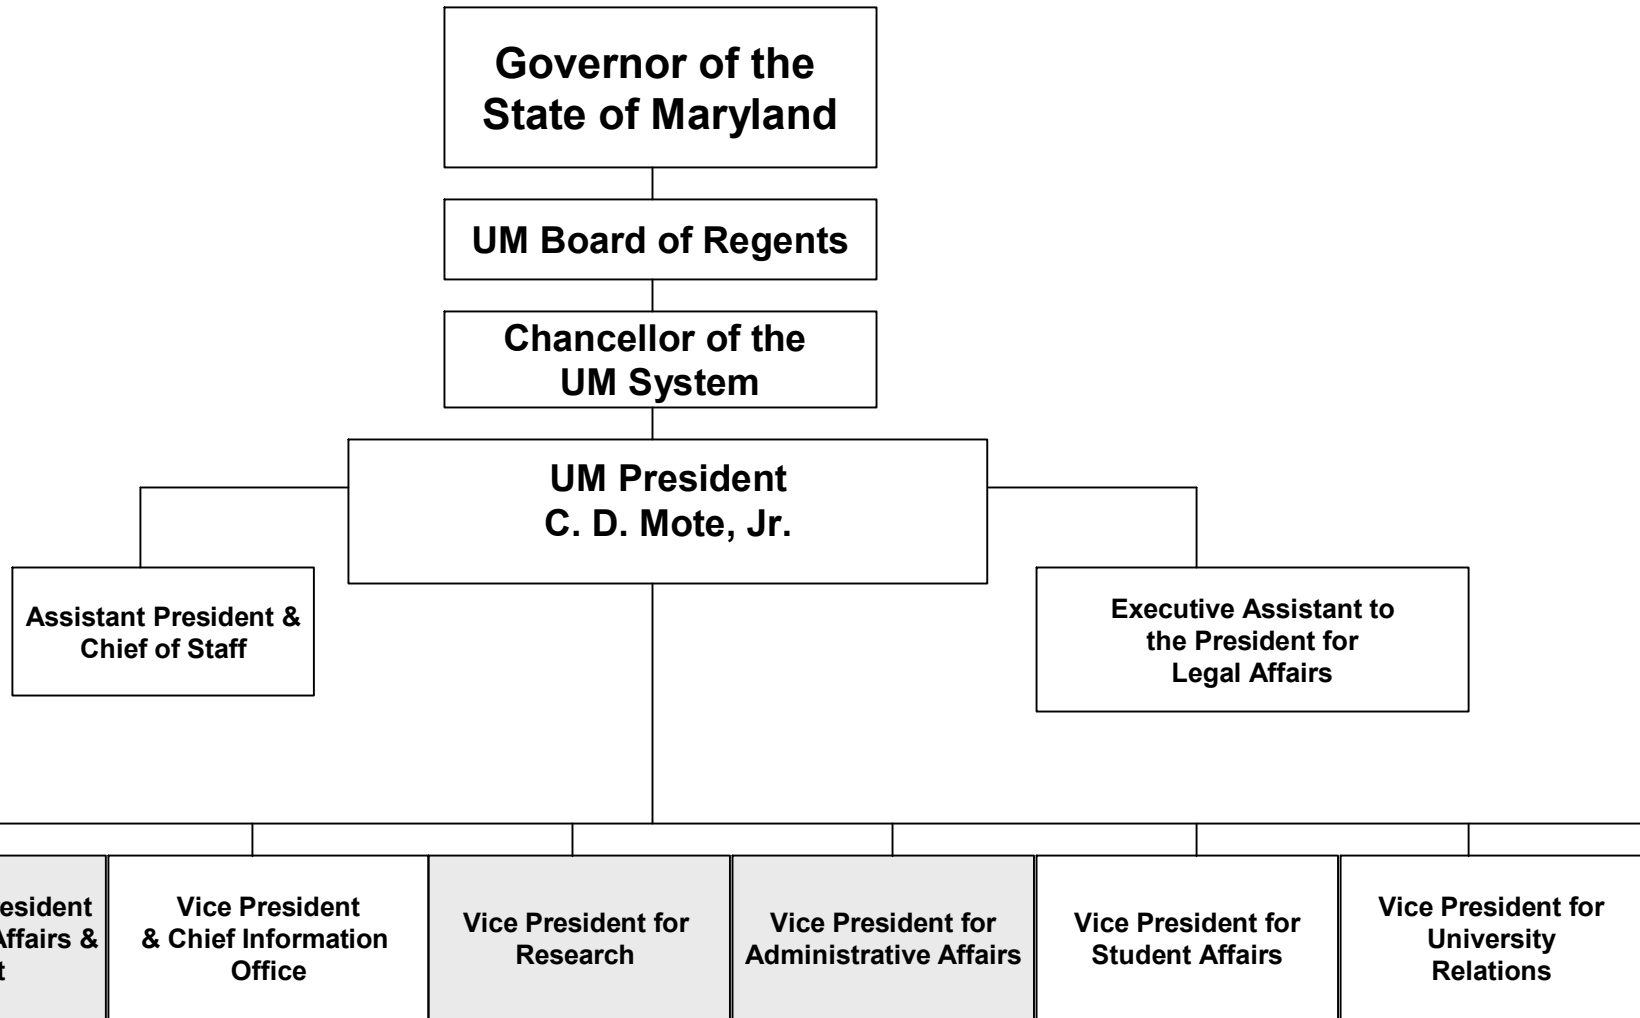 Governor of the
State of Maryland
UM Board of Regents
Chancellor of the
UM System
UM President
C. D. Mote, Jr.
Assistant President &
Chief of Staff
Executive Assistant to
the President for
Legal Affairs
Affairs &
Vice President
& Chief Information
Office
Vice President for
Research
Vice President for
Administrative Affairs
Vice President for
Student Affairs
Vice President for
University
Relations